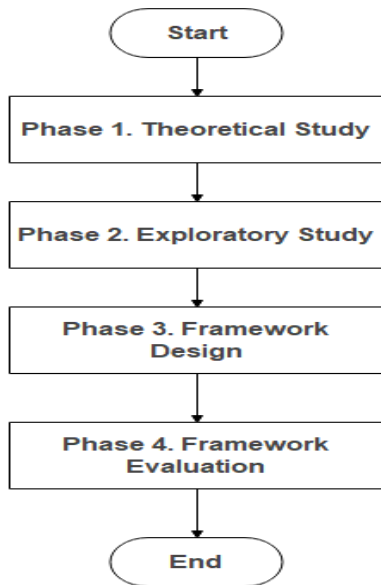 Start
Phase 1. Theoretical Study
Phase 2. Exploratory Study
Phase 3. Framework
Design
Phase 4. Framework
Evaluation
End